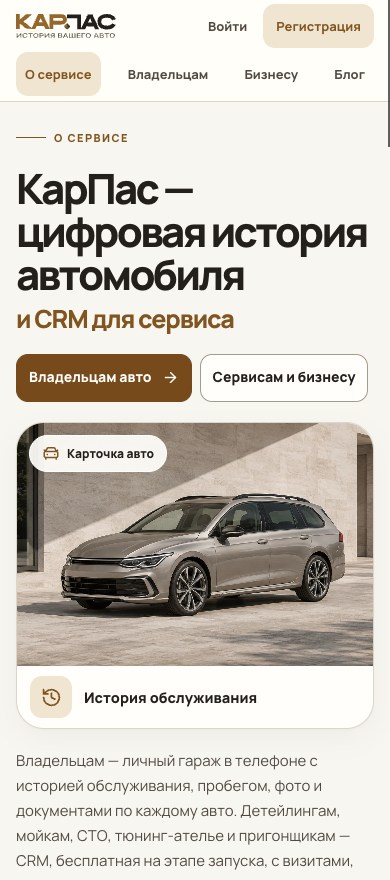 КАРПАС
ИСТОРИЯ ВАШЕГО АВТО
Войти
Регистрация
О сервисе
Владельцам
Бизнесу
Блог
О СЕРВИСЕ
КарПас —
цифровая история
автомобиля
и CRM для сервиса
Владельцам авто
Сервисам и бизнесу
Карточка авто
История обслуживания
Владельцам — личный гараж в телефоне с
историей обслуживания, пробегом, фото и
документами по каждому авто. Детейлингам,
мойкам, СТО, тюнинг-ателье и пригонщикам —
CRM, бесплатная на этапе запуска, с визитами,